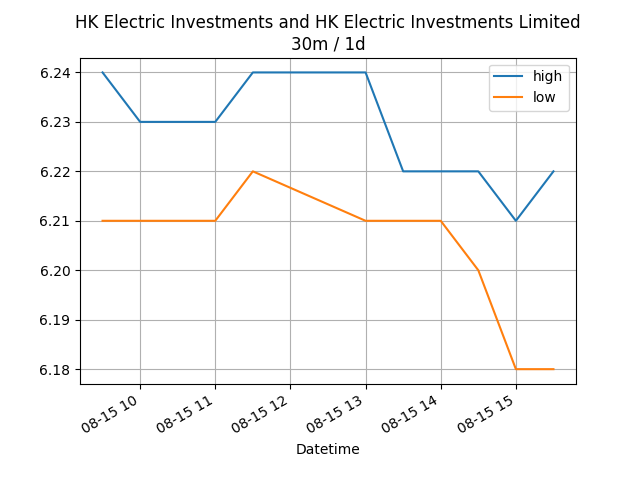 HK Electric Investments and HK Electric Investments Limited
30m / 1d
high
low
6.24
6.23
6.22
6.21
6.20
6.19
6.18
08-15 10
08-15 11
08-15 12
08-15 13
08-15 14
08-15 15
Datetime